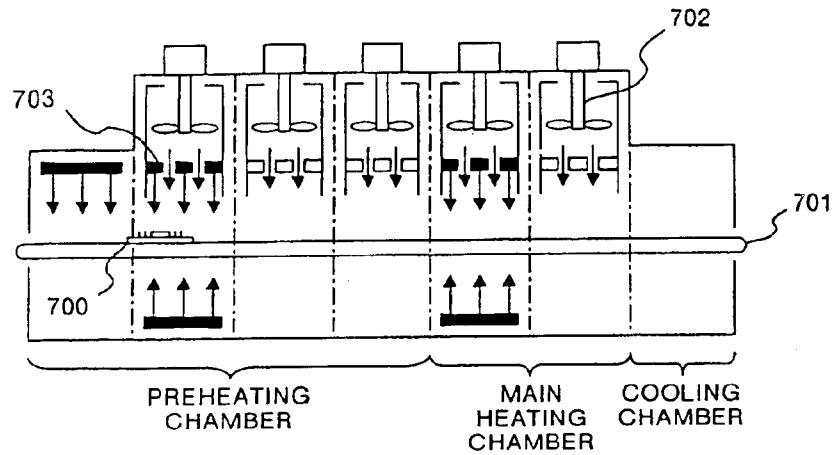 702
703
701
700
PREHEATING
CHAMBER
MAIN
HEATING
CHAMBER
COOLING
CHAMBER